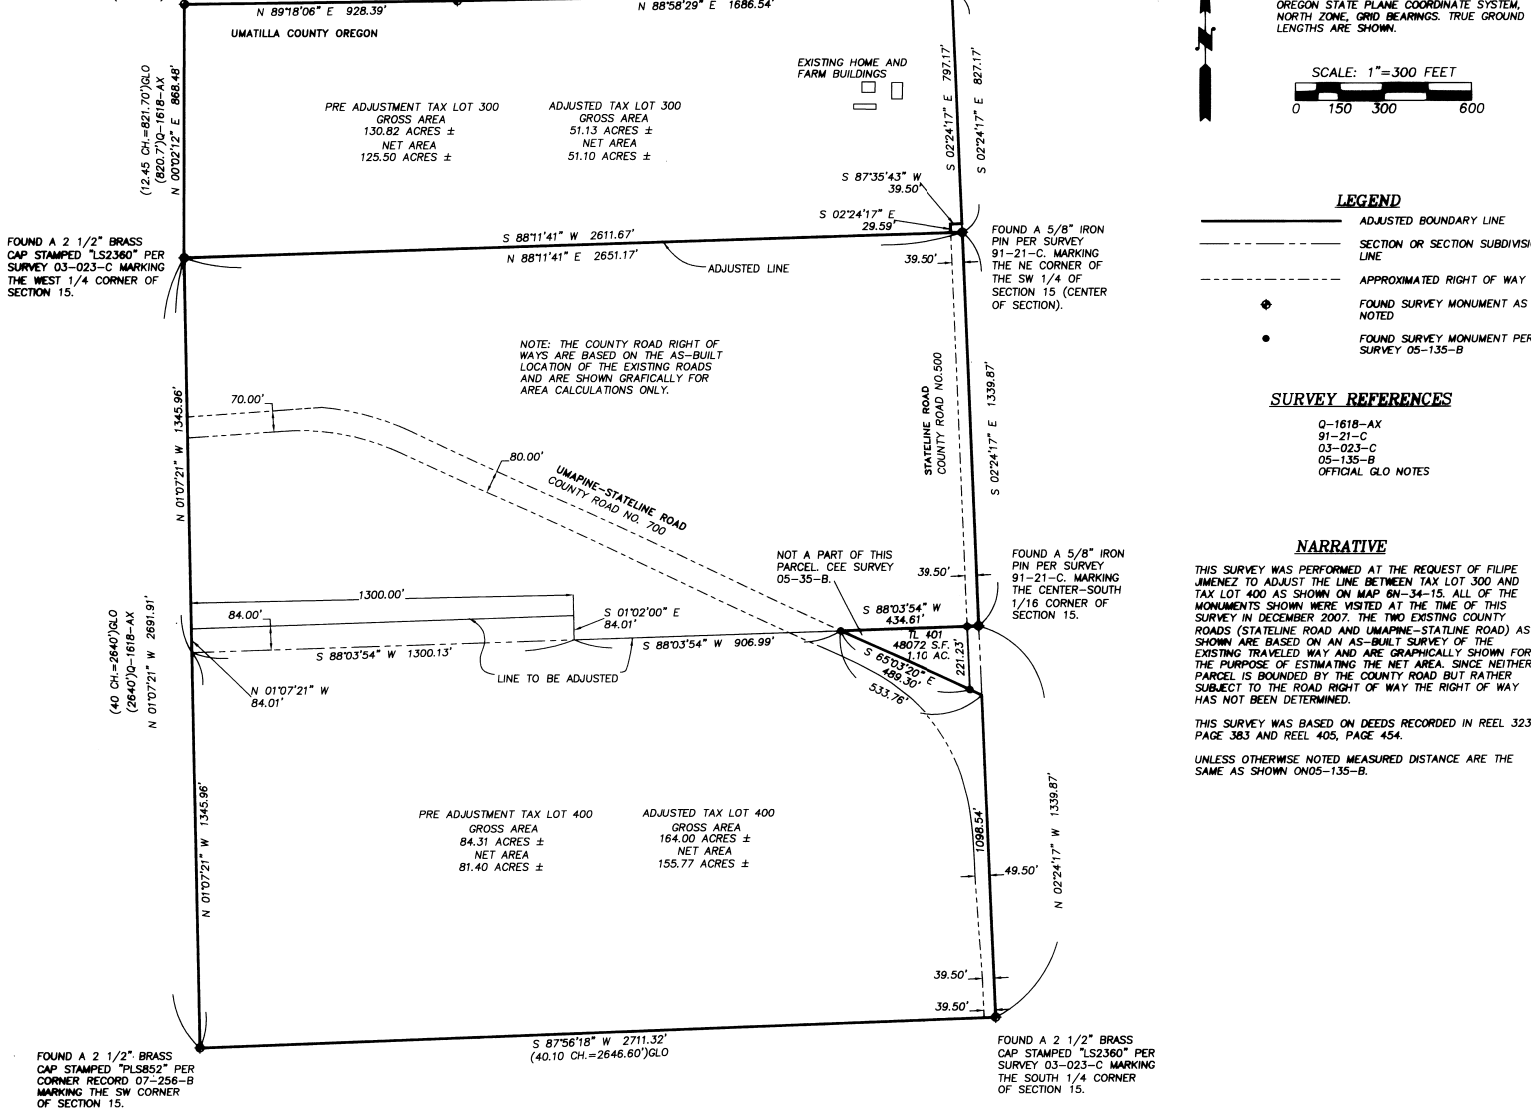 N 89°18'06" E 928.39'
N 88°58'29" E 1686.54'
UMATILLA COUNTY OREGON
(12.45 CH.=821.70')GLO
(820.7')Q-1618-AX
N 00°02'12" E 868.48'
PRE ADJUSTMENT TAX LOT 300
GROSS AREA
130.82 ACRES ±
NET AREA
125.50 ACRES ±
ADJUSTED TAX LOT 300
GROSS AREA
51.13 ACRES ±
NET AREA
51.10 ACRES ±
EXISTING HOME AND
FARM BUILDINGS
S 02°24'17" E 797.17'
S 02°24'17" E 827.17'
S 87°35'43" W
39.50'
S 02°24'17" E
29.59'
S 88°11'41" W 2611.67'
N 88°11'41" E 2651.17'
ADJUSTED LINE
39.50'
FOUND A 2 1/2" BRASS
CAP STAMPED "LS2360" PER
SURVEY 03-023-C MARKING
THE WEST 1/4 CORNER OF
SECTION 15.
FOUND A 5/8" IRON
PIN PER SURVEY
91-21-C. MARKING
THE NE CORNER OF
THE SW 1/4 OF
SECTION 15 (CENTER
OF SECTION).
NOTE: THE COUNTY ROAD RIGHT OF
WAYS ARE BASED ON THE AS-BUILT
LOCATION OF THE EXISTING ROADS
AND ARE SHOWN GRAFICALLY FOR
AREA CALCULATIONS ONLY.
N 01°07'21" W 1345.96'
70.00'
80.00'
UMAPINE-STATELINE ROAD
COUNTY ROAD NO. 700
STATELINE ROAD
COUNTY ROAD NO.500
S 02°24'17" E 1339.87'
NOT A PART OF THIS
PARCEL. CEE SURVEY
05-35-B.
39.50'
FOUND A 5/8" IRON
PIN PER SURVEY
91-21-C. MARKING
THE CENTER-SOUTH
1/16 CORNER OF
SECTION 15.
1300.00'
84.00'
S 01°02'00" E
84.01'
S 88°03'54" W
434.61'
TL 401
48072 S.F.
1.10 AC.
221.23'
S 65°03'20" E
489.30'
533.76'
S 88°03'54" W 1300.13'
S 88°03'54" W 906.99'
LINE TO BE ADJUSTED
N 01°07'21" W
84.01'
(40 CH.=2640')GLO
(2640')Q-1618-AX
N 01°07'21" W 2691.91'
N 01°07'21" W 1345.96'
PRE ADJUSTMENT TAX LOT 400
GROSS AREA
84.31 ACRES ±
NET AREA
81.40 ACRES ±
ADJUSTED TAX LOT 400
GROSS AREA
164.00 ACRES ±
NET AREA
155.77 ACRES ±
1098.54'
49.50'
N 02°24'17" W 1339.87'
39.50'
39.50'
S 87°56'18" W 2711.32'
(40.10 CH.=2646.60')GLO
FOUND A 2 1/2" BRASS
CAP STAMPED "PLS852" PER
CORNER RECORD 07-256-B
MARKING THE SW CORNER
OF SECTION 15.
FOUND A 2 1/2" BRASS
CAP STAMPED "LS2360" PER
SURVEY 03-023-C MARKING
THE SOUTH 1/4 CORNER
OF SECTION 15.
OREGON STATE PLANE COORDINATE SYSTEM,
NORTH ZONE, GRID BEARINGS. TRUE GROUND
LENGTHS ARE SHOWN.
N
SCALE: 1"=300 FEET
0 150 300 600
LEGEND
ADJUSTED BOUNDARY LINE
SECTION OR SECTION SUBDIVISI
LINE
APPROXIMATED RIGHT OF WAY
FOUND SURVEY MONUMENT AS
NOTED
FOUND SURVEY MONUMENT PER
SURVEY 05-135-B
SURVEY REFERENCES
Q-1618-AX
91-21-C
03-023-C
05-135-B
OFFICIAL GLO NOTES
NARRATIVE
THIS SURVEY WAS PERFORMED AT THE REQUEST OF FILIPE
JIMENEZ TO ADJUST THE LINE BETWEEN TAX LOT 300 AND
TAX LOT 400 AS SHOWN ON MAP 6N-34-15. ALL OF THE
MONUMENTS SHOWN WERE VISITED AT THE TIME OF THIS
SURVEY IN DECEMBER 2007. THE TWO EXISTING COUNTY
ROADS (STATELINE ROAD AND UMAPINE-STATLINE ROAD) AS
SHOWN ARE BASED ON AN AS-BUILT SURVEY OF THE
EXISTING TRAVELED WAY AND ARE GRAPHICALLY SHOWN FOR
THE PURPOSE OF ESTIMATING THE NET AREA. SINCE NEITHER
PARCEL IS BOUNDED BY THE COUNTY ROAD BUT RATHER
SUBJECT TO THE ROAD RIGHT OF WAY THE RIGHT OF WAY
HAS NOT BEEN DETERMINED.
THIS SURVEY WAS BASED ON DEEDS RECORDED IN REEL 323
PAGE 383 AND REEL 405, PAGE 454.
UNLESS OTHERWISE NOTED MEASURED DISTANCE ARE THE
SAME AS SHOWN ON05-135-B.